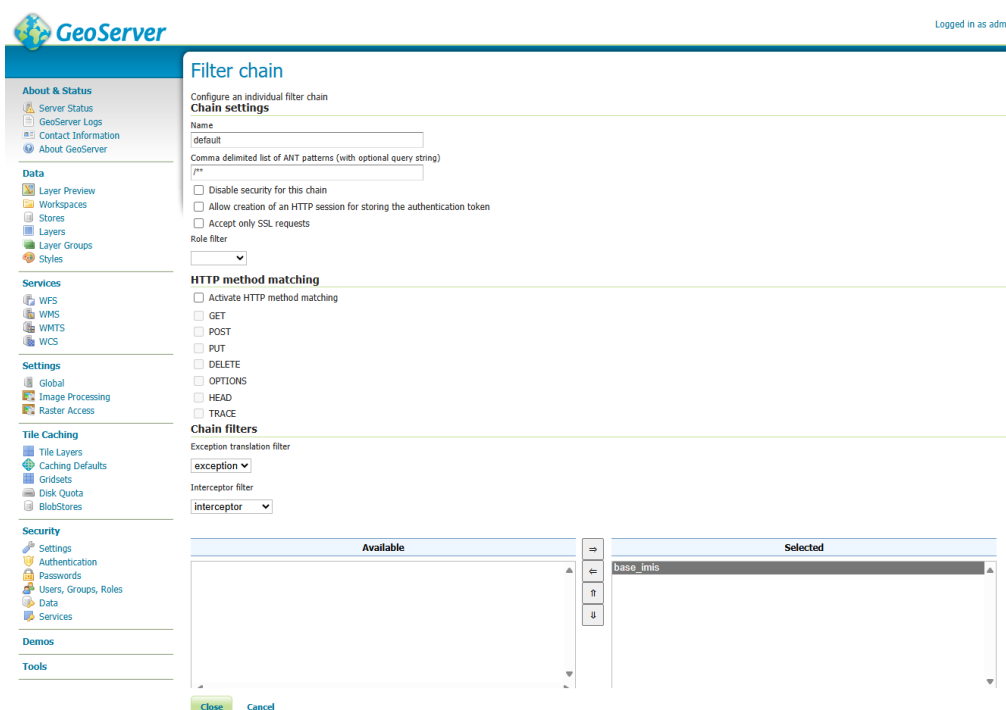 GeoServer
Logged in as adm
About & Status
Server Status
GeoServer Logs
Contact Information
About GeoServer
Data
Layer Preview
Workspaces
Stores
Layers
Layer Groups
Styles
Services
WFS
WMS
WMTS
WCS
Settings
Global
Image Processing
Raster Access
Tile Caching
Tile Layers
Caching Defaults
Gridsets
Disk Quota
BlobStores
Security
Settings
Authentication
Passwords
Users, Groups, Roles
Data
Services
Demos
Tools
Filter chain
Configure an individual filter chain
Chain settings
Name
default
Comma delimited list of ANT patterns (with optional query string)
/**
Disable security for this chain
Allow creation of an HTTP session for storing the authentication token
Accept only SSL requests
Role filter
HTTP method matching
Activate HTTP method matching
GET
POST
PUT
DELETE
OPTIONS
HEAD
TRACE
Chain filters
Exception translation filter
exception
Interceptor filter
interceptor
Available
Selected
base_imis
Close Cancel